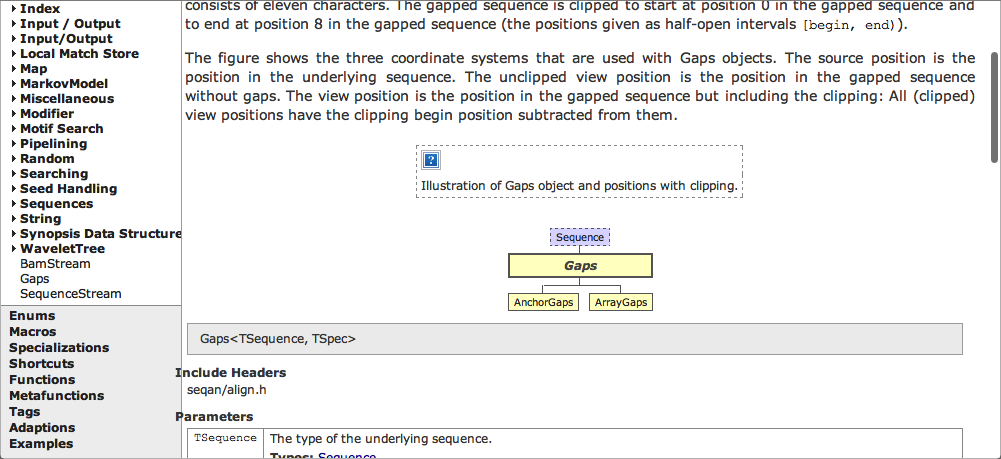 Index
Input / Output
Input/Output
Local Match Store
Map
MarkovModel
Miscellaneous
Modifier
Motif Search
Pipelining
Random
Searching
Seed Handling
Sequences
String
Synopsis Data Structure
WaveletTree
BamStream
Gaps
SequenceStream
Enums
Macros
Specializations
Shortcuts
Functions
Metafunctions
Tags
Adaptions
Examples
consists of eleven characters. The gapped sequence is clipped to start at position 0 in the gapped sequence and
to end at position 8 in the gapped sequence (the positions given as half-open intervals [begin, end)).
The figure shows the three coordinate systems that are used with Gaps objects. The source position is the
position in the underlying sequence. The unclipped view position is the position in the gapped sequence
without gaps. The view position is the position in the gapped sequence but including the clipping: All (clipped)
view positions have the clipping begin position subtracted from them.
?
Illustration of Gaps object and positions with clipping.
Sequence
Gaps
AnchorGaps ArrayGaps
Gaps<TSequence, TSpec>
Include Headers
seqan/align.h
Parameters
TSequence The type of the underlying sequence.
Types: Sequence